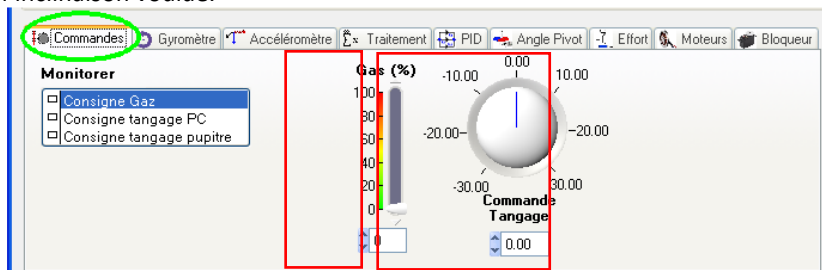 Commandes Gyromètre Accéléromètre Traitement PID Angle Pivot Effort Moteurs Bloqueur
Monitorer
Consigne Gaz
Consigne tangage PC
Consigne tangage pupitre
Gas (%)
100
80
60
40
20
0
0
0.00
-10.00 10.00
-20.00 -20.00
-30.00 30.00
Commande
Tangage
0.00